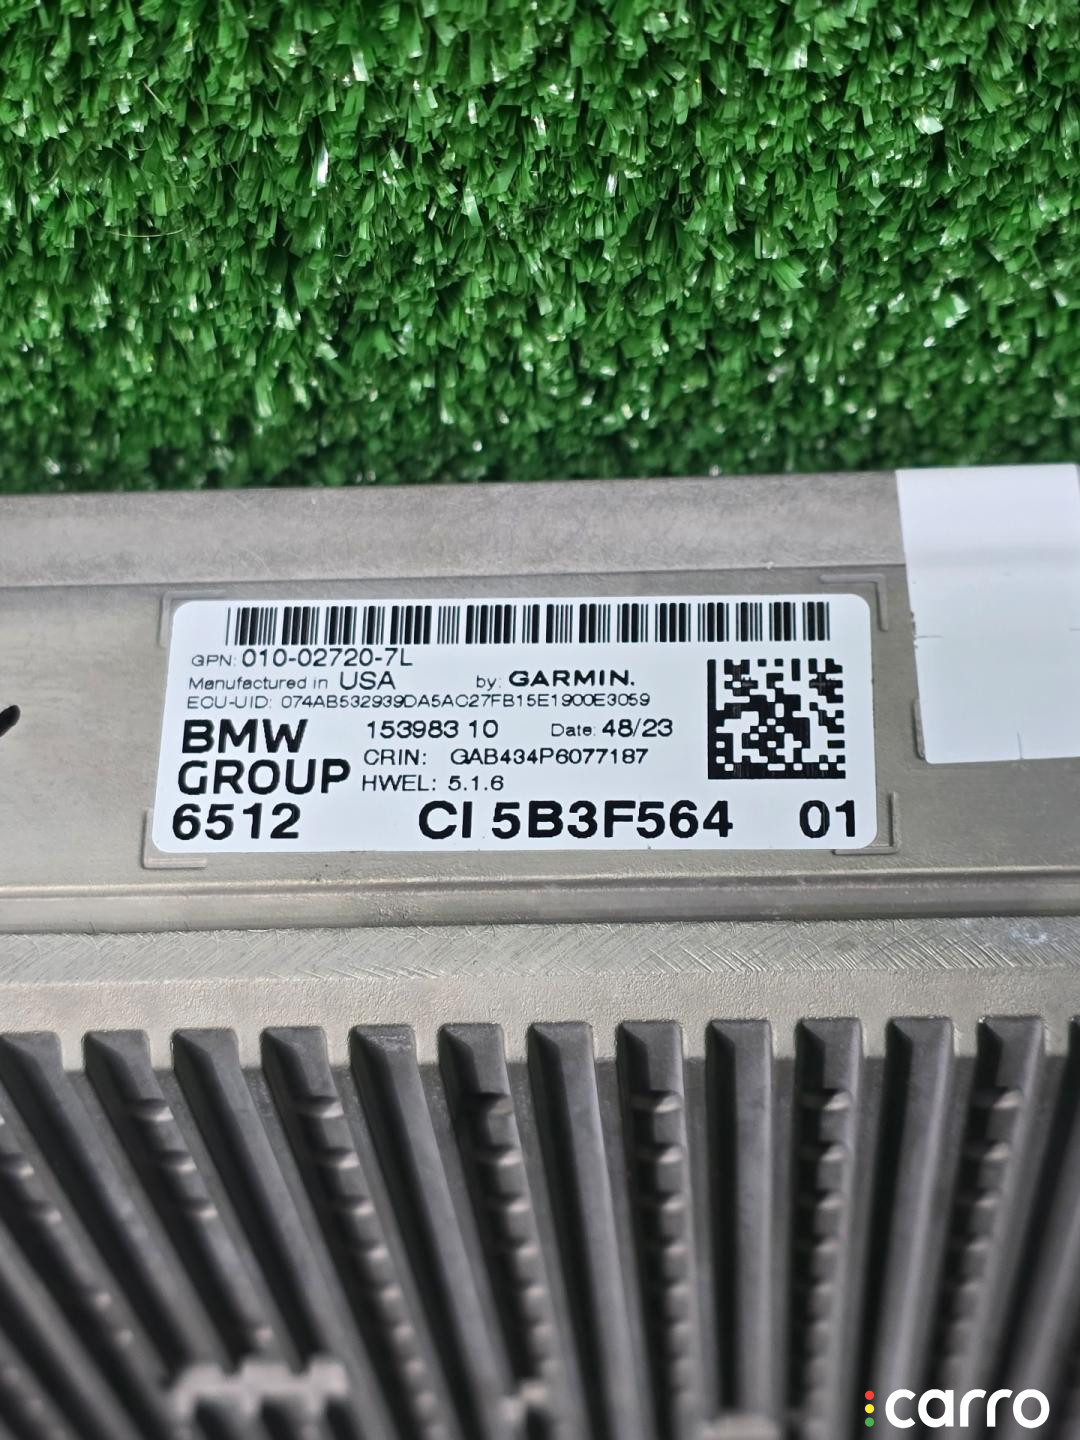 GPN: 010-02720-7L
Manufactured in USA by: GARMIN.
ECU-UID: 074AB532939DA5AC27FB15E1900E3059
BMW GROUP
153983 10 Date: 48/23
CRIN: GAB434P6077187
HWEL: 5.1.6
6512 CI 5B3F564 01
carro